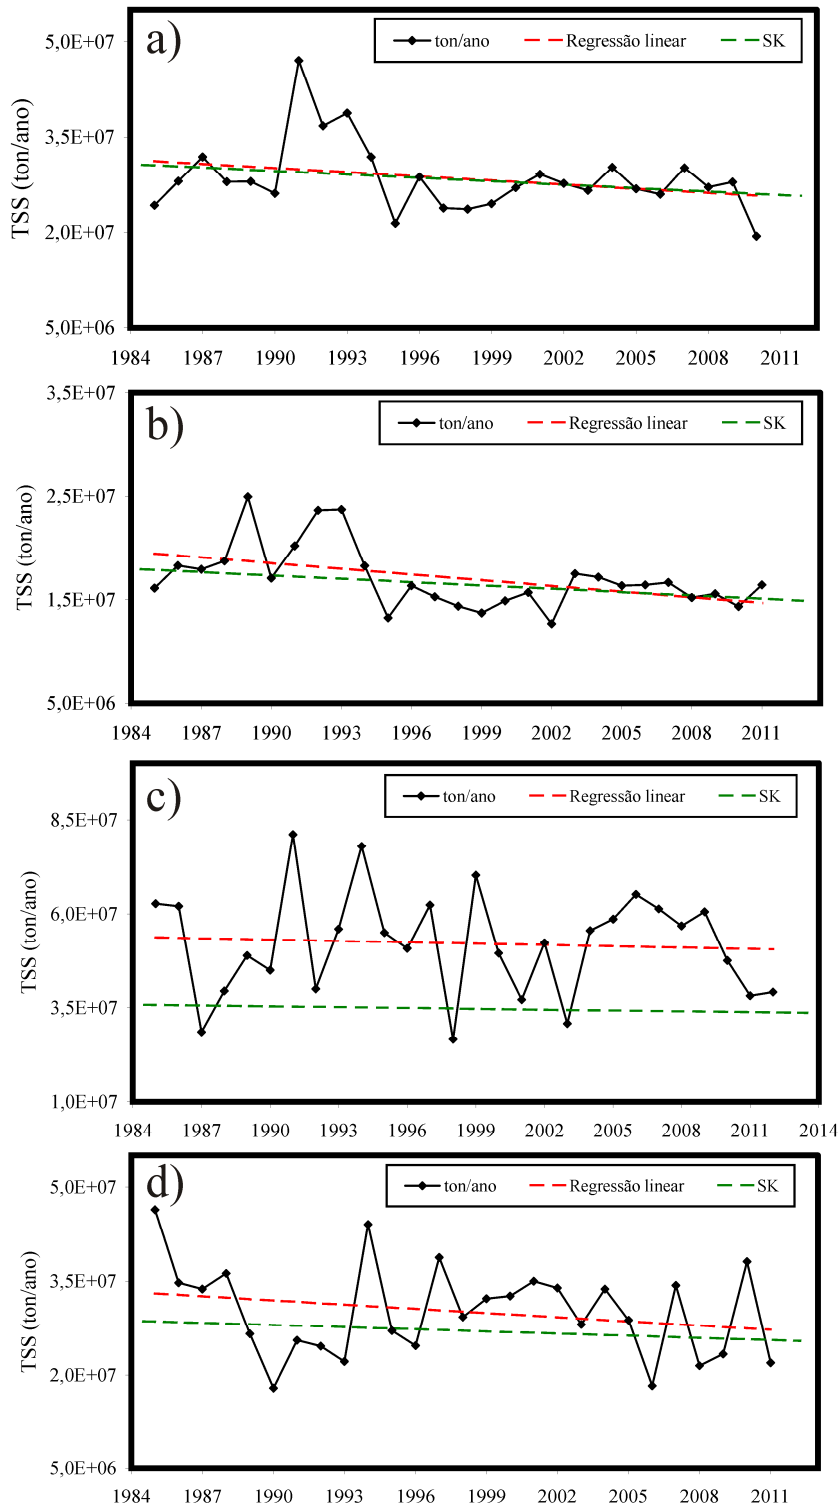 a)
ton/ano Regressão linear SK
TSS (ton/ano)
5,0E+07
3,5E+07
2,0E+07
5,0E+06
1984 1987 1990 1993 1996 1999 2002 2005 2008 2011
b)
ton/ano Regressão linear SK
TSS (ton/ano)
3,5E+07
2,5E+07
1,5E+07
5,0E+06
1984 1987 1990 1993 1996 1999 2002 2005 2008 2011
c)
ton/ano Regressão linear SK
TSS (ton/ano)
8,5E+07
6,0E+07
3,5E+07
1,0E+07
1984 1987 1990 1993 1996 1999 2002 2005 2008 2011 2014
d)
ton/ano Regressão linear SK
TSS (ton/ano)
5,0E+07
3,5E+07
2,0E+07
5,0E+06
1984 1987 1990 1993 1996 1999 2002 2005 2008 2011